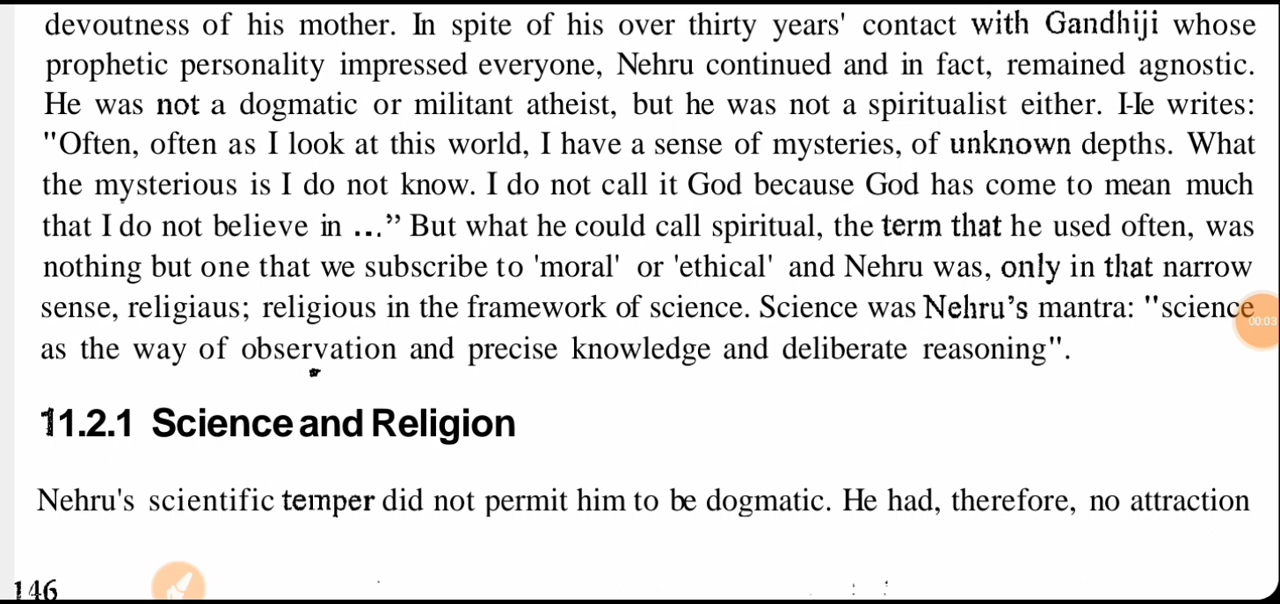 devoutness of his mother. In spite of his over thirty years' contact with Gandhiji whose
prophetic personality impressed everyone, Nehru continued and in fact, remained agnostic.
He was not a dogmatic or militant atheist, but he was not a spiritualist either. I-Ie writes:
"Often, often as I look at this world, I have a sense of mysteries, of unknown depths. What
the mysterious is I do not know. I do not call it God because God has come to mean much
that I do not believe in ...” But what he could call spiritual, the term that he used often, was
nothing but one that we subscribe to 'moral' or 'ethical' and Nehru was, only in that narrow
sense, religiaus; religious in the framework of science. Science was Nehru’s mantra: "science
as the way of observation and precise knowledge and deliberate reasoning".
11.2.1 Science and Religion
Nehru's scientific temper did not permit him to be dogmatic. He had, therefore, no attraction
146
00:03